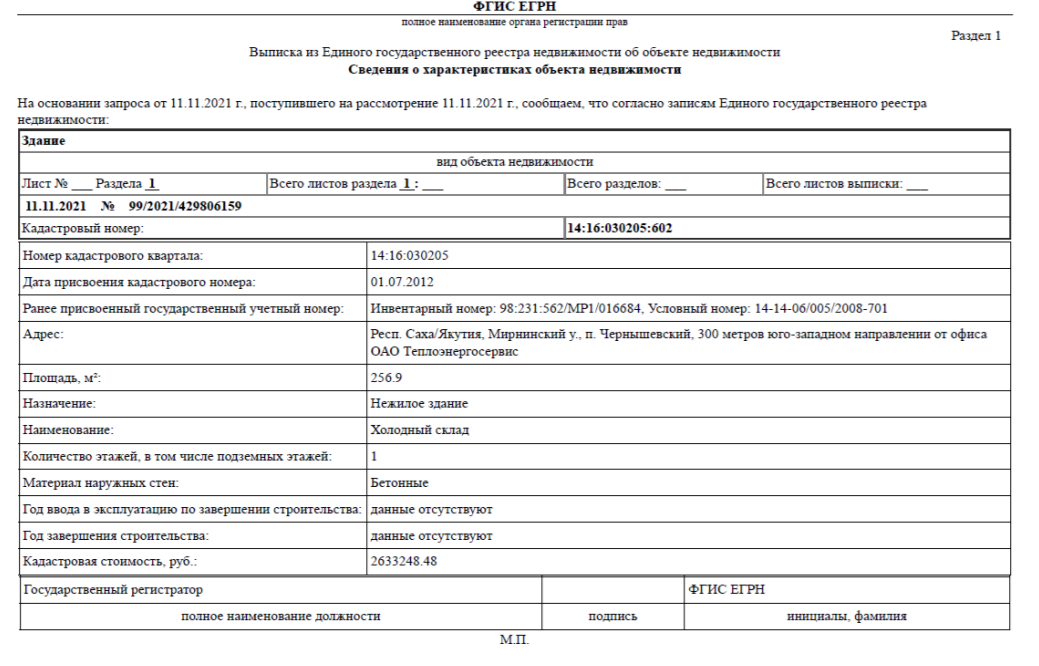 ФГИС ЕГРН
полное наименование органа регистрации прав
Раздел 1
Выписка из Единого государственного реестра недвижимости об объекте недвижимости
Сведения о характеристиках объекта недвижимости
На основании запроса от 11.11.2021 г., поступившего на рассмотрение 11.11.2021 г., сообщаем, что согласно записям Единого государственного реестра
недвижимости:
Здание
вид объекта недвижимости
Лист № ___ Раздела 1 Всего листов раздела 1 : ___ Всего разделов: ___ Всего листов выписки: ___
11.11.2021 № 99/2021/429806159
Кадастровый номер: 14:16:030205:602
Номер кадастрового квартала: 14:16:030205
Дата присвоения кадастрового номера: 01.07.2012
Ранее присвоенный государственный учетный номер: Инвентарный номер: 98:231:562/МР1/016684, Условный номер: 14-14-06/005/2008-701
Адрес: Респ. Саха/Якутия, Мирнинский у., п. Чернышевский, 300 метров юго-западном направлении от офиса
ОАО Теплоэнергосервис
Площадь, м²: 256.9
Назначение: Нежилое здание
Наименование: Холодный склад
Количество этажей, в том числе подземных этажей: 1
Материал наружных стен: Бетонные
Год ввода в эксплуатацию по завершении строительства: данные отсутствуют
Год завершения строительства: данные отсутствуют
Кадастровая стоимость, руб.: 2633248.48
Государственный регистратор ФГИС ЕГРН
полное наименование должности подпись инициалы, фамилия
М.П.